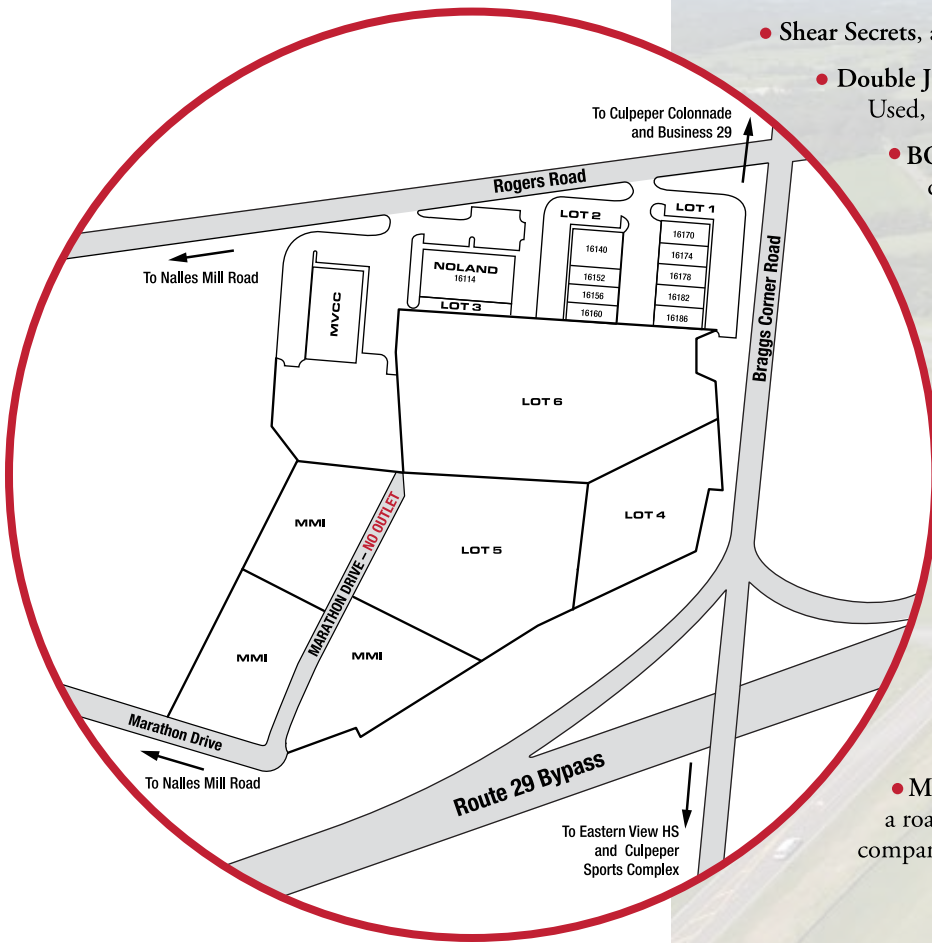 Shear Secrets,
Double J
Used,
To Culpeper Colonnade
and Business 29
Rogers Road
To Nalles Mill Road
LOT 2
LOT 1
16140
16152
16156
16160
16170
16174
16178
16182
16186
NOLAND
16114
LOT 3
MVCC
Braggs Corner Road
LOT 6
LOT 4
LOT 5
MMI
MARATHON DRIVE – NO OUTLET
MMI
MMI
Marathon Drive
To Nalles Mill Road
Route 29 Bypass
To Eastern View HS
and Culpeper
Sports Complex
a roa
compar